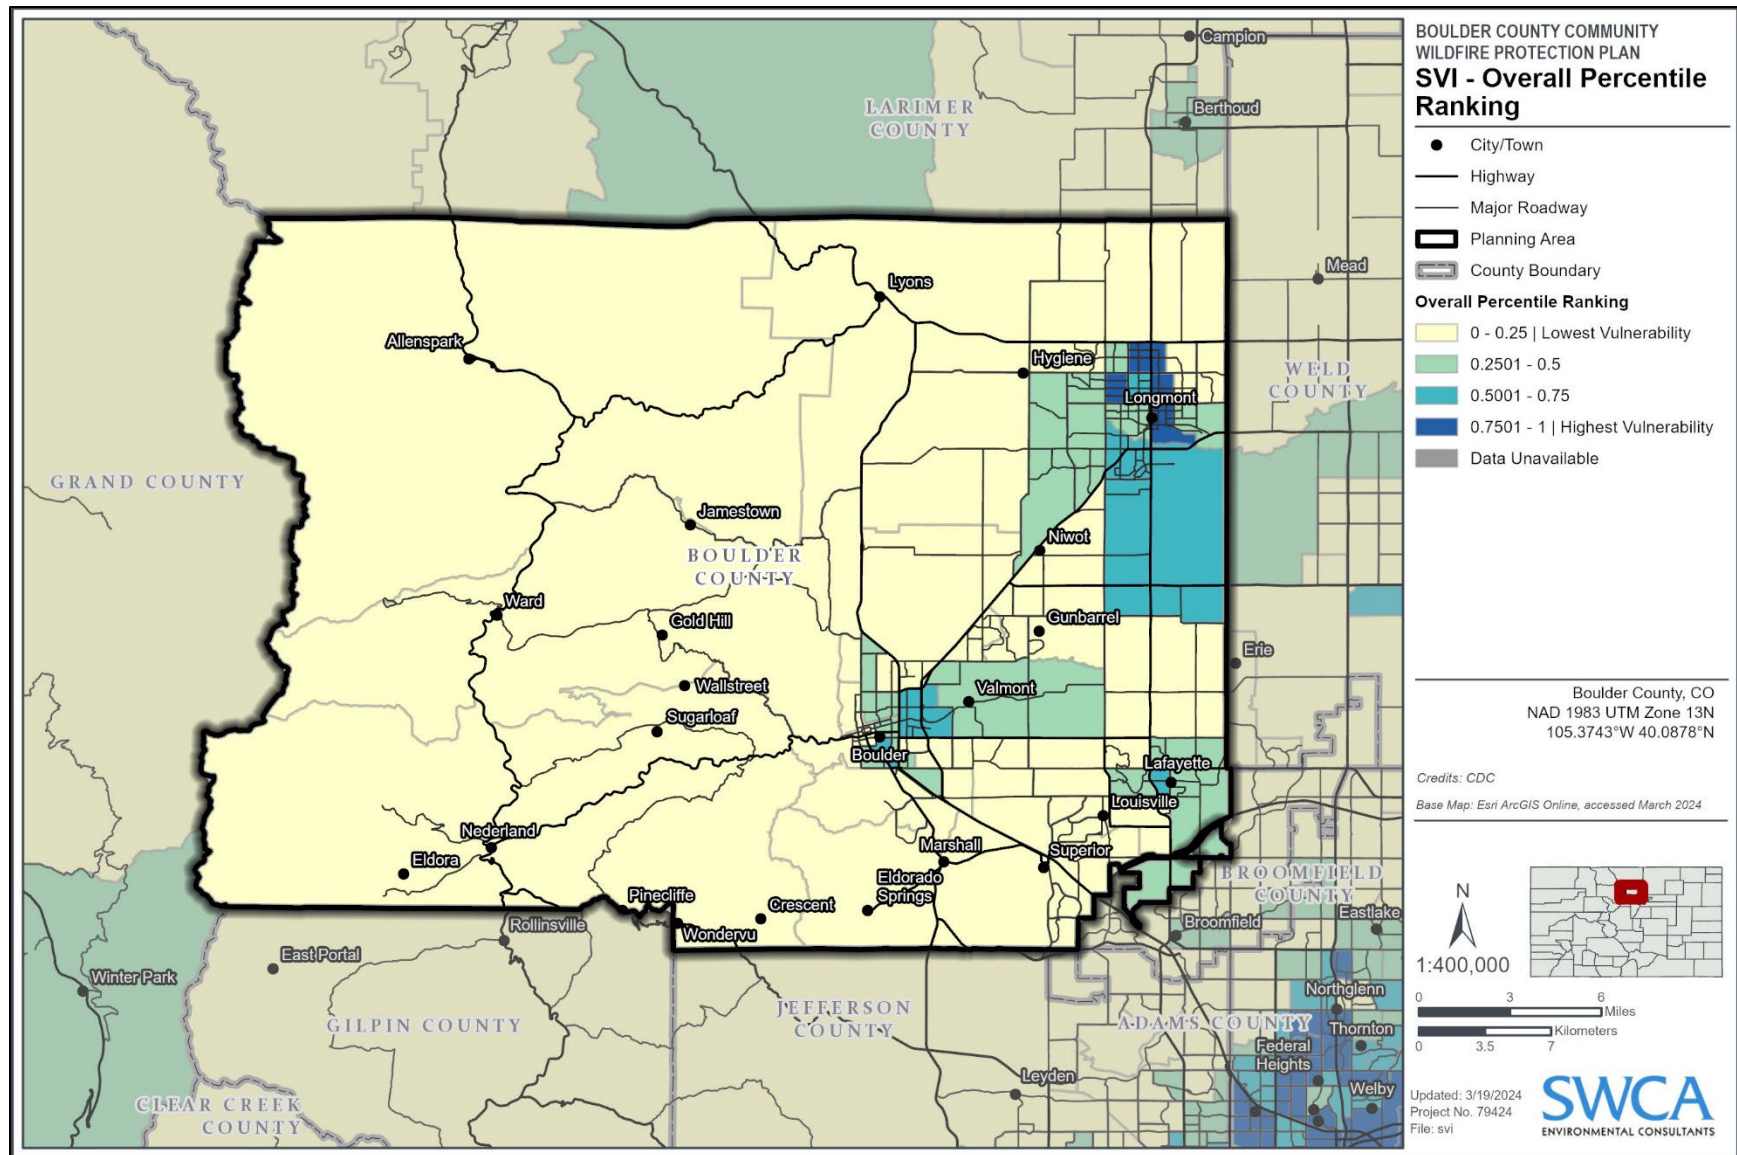 Campion
Berthoud
LARIMER
COUNTY
Mead
Lyons
Allenspark
Hygiene
WELD
COUNTY
Longmont
GRAND COUNTY
Jamestown
BOULDER
COUNTY
Niwot
Ward
Gold Hill
Gunbarrel
Erie
Wallstreet
Valmont
Sugarloaf
Boulder
Lafayette
Louisville
Nederland
Eldora
Marshall
Superior
Eldorado
Springs
BROOMFIELD
COUNTY
Pinecliffe
Crescent
Wondervu
Rollinsville
Broomfield
Eastlake
East Portal
Winter Park
JEFFERSON
COUNTY
GILPIN COUNTY
Northglenn
ADAMS COUNTY
Thornton
Federal
Heights
Leyden
Welby
CLEAR CREEK
COUNTY
BOULDER COUNTY COMMUNITY
WILDFIRE PROTECTION PLAN
SVI - Overall Percentile
Ranking
City/Town
Highway
Major Roadway
Planning Area
County Boundary
Overall Percentile Ranking
0 - 0.25 | Lowest Vulnerability
0.2501 - 0.5
0.5001 - 0.75
0.7501 - 1 | Highest Vulnerability
Data Unavailable
Boulder County, CO
NAD 1983 UTM Zone 13N
105.3743°W 40.0878°N
Credits: CDC
Base Map: Esri ArcGIS Online, accessed March 2024
N
1:400,000
0 3 6
Miles
Kilometers
0 3.5 7
Updated: 3/19/2024
Project No. 79424
File: svi
SWCA
ENVIRONMENTAL CONSULTANTS